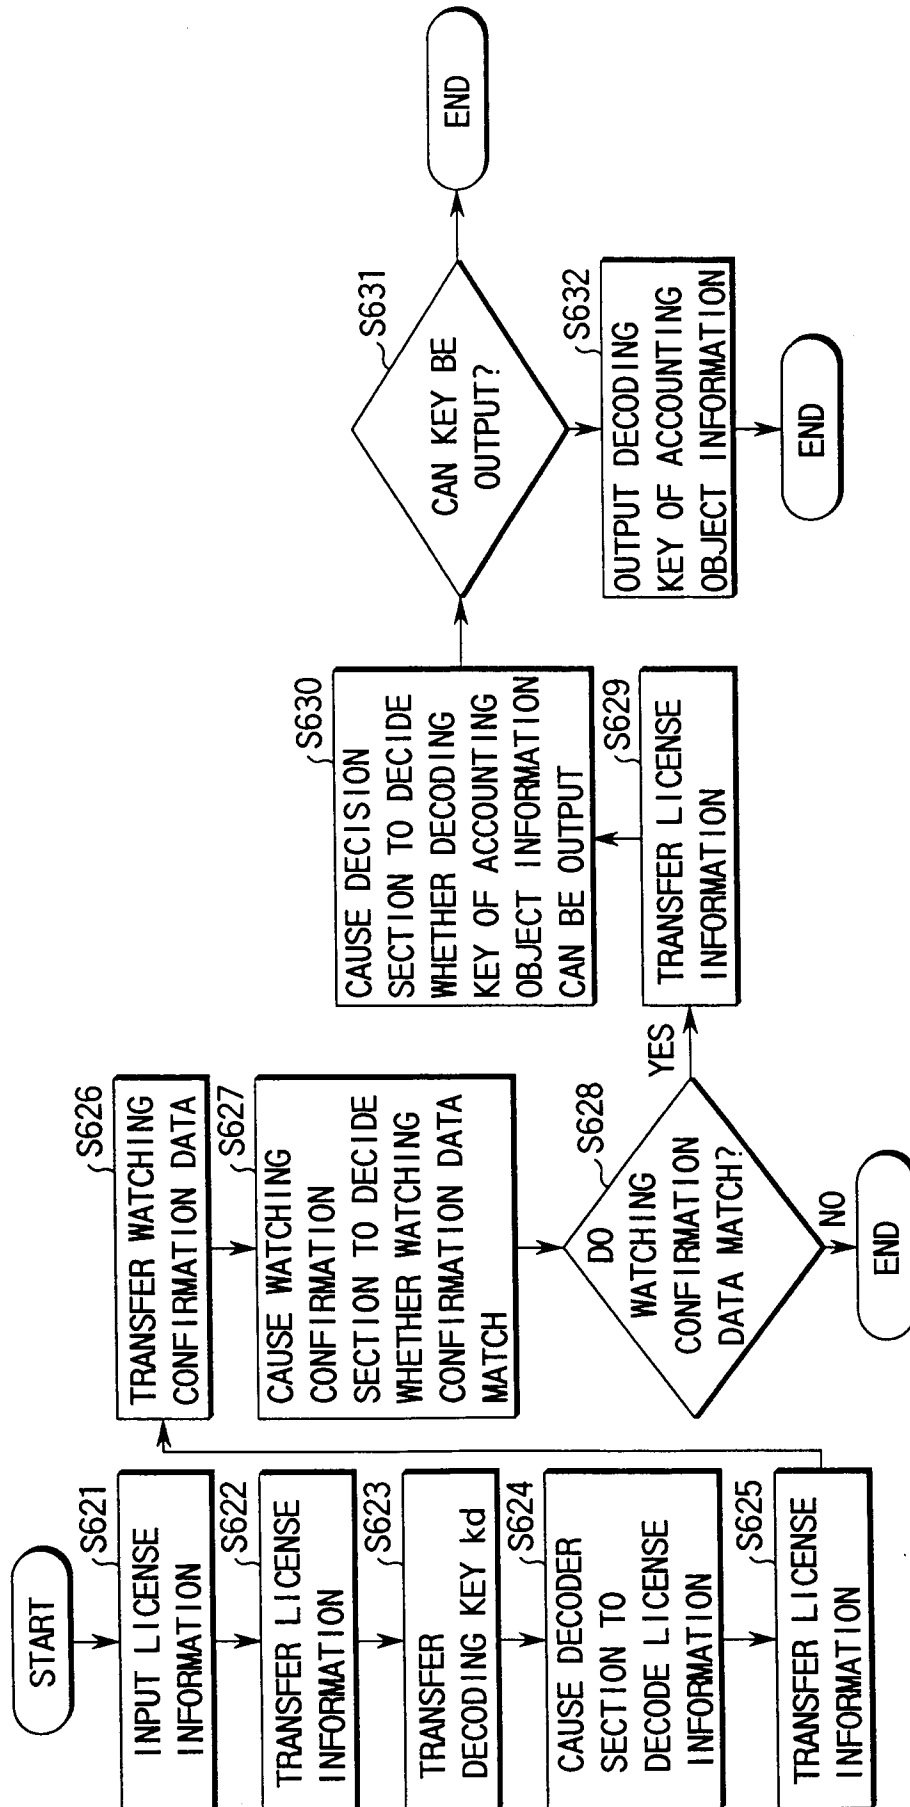 START
S621
INPUT LICENSE
INFORMATION
S622
TRANSFER LICENSE
INFORMATION
S623
TRANSFER
DECODING KEY kd
S624
CAUSE DECODER
SECTION TO
DECODE LICENSE
INFORMATION
S625
TRANSFER LICENSE
INFORMATION
S626
TRANSFER WATCHING
CONFIRMATION DATA
S627
CAUSE WATCHING
CONFIRMATION
SECTION TO DECIDE
WHETHER WATCHING
CONFIRMATION DATA
MATCH
S628
DO
WATCHING
CONFIRMATION
DATA MATCH?
YES
NO
END
S629
TRANSFER LICENSE
INFORMATION
S630
CAUSE DECISION
SECTION TO DECIDE
WHETHER DECODING
KEY OF ACCOUNTING
OBJECT INFORMATION
CAN BE OUTPUT
S631
CAN KEY BE
OUTPUT?
END
S632
OUTPUT DECODING
KEY OF ACCOUNTING
OBJECT INFORMATION
END